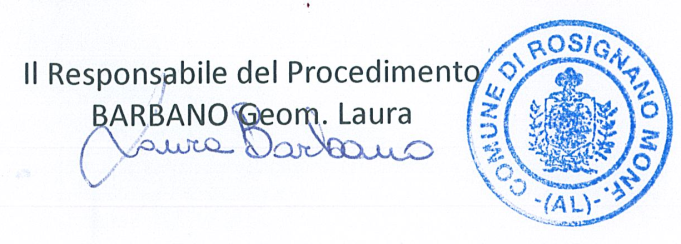 Il Responsabile del Procedimento
BARBANO Geom. Laura
Laura Barbano
COMUNE DI ROSIGNANO MONF.
-(AL)-